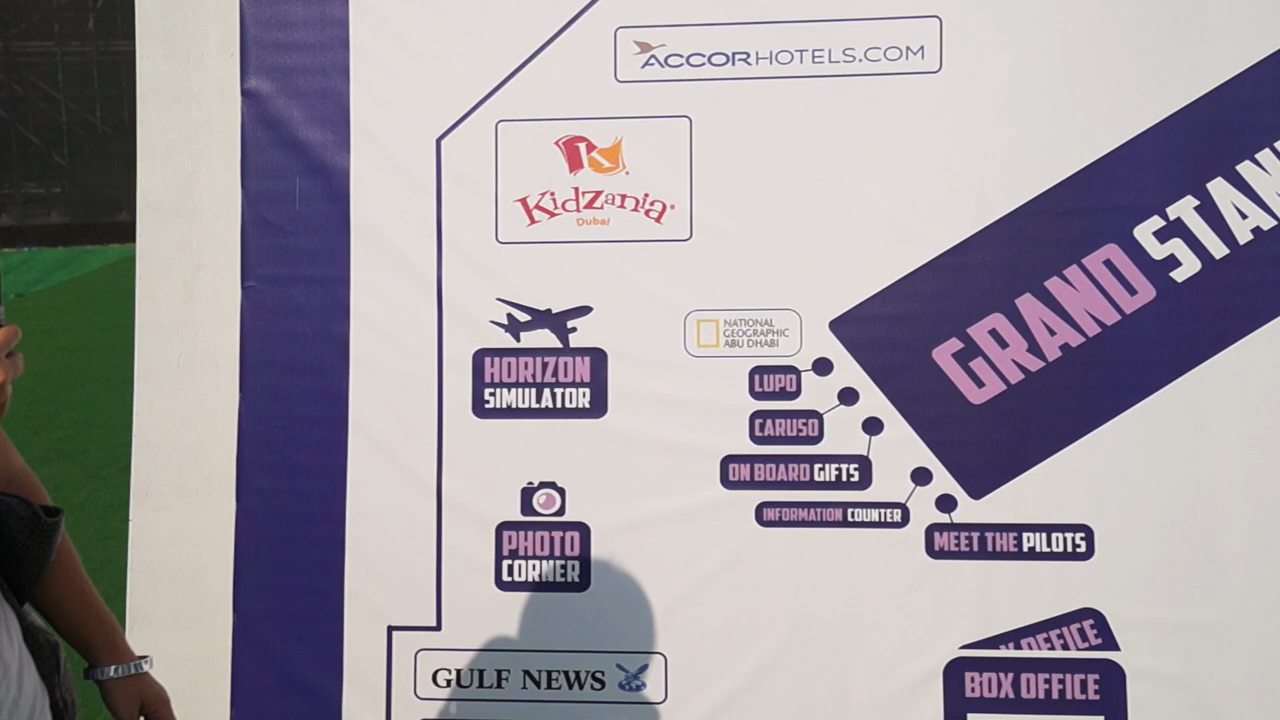 ACCORHOTELS.COM
K
KidZania
Dubai
GRAND
NATIONAL
GEOGRAPHIC
ABU DHABI
HORIZON
SIMULATOR
LUPO
CARUSO
ON BOARD GIFTS
INFORMATION COUNTER
MEET THE PILOTS
PHOTO
CORNER
GULF NEWS
OFFICE
BOX OFFICE